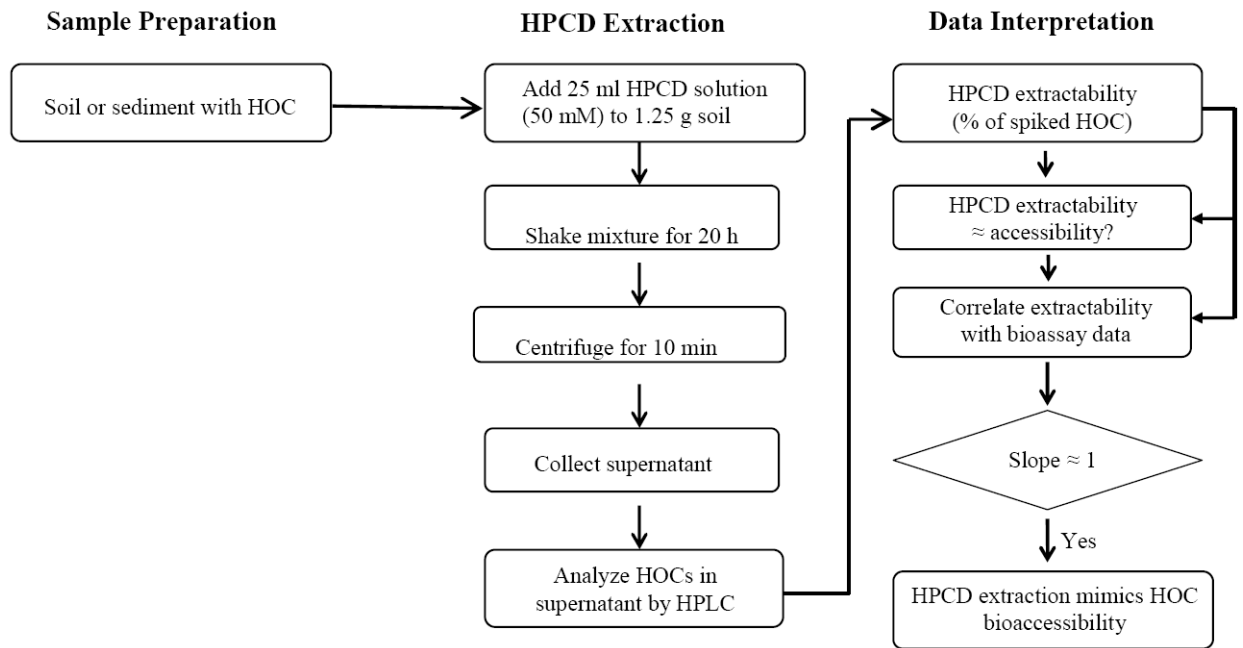 Sample Preparation
Soil or sediment with HOC
HPCD Extraction
Add 25 ml HPCD solution
(50 mM) to 1.25 g soil
Shake mixture for 20 h
Centrifuge for 10 min
Collect supernatant
Analyze HOCs in
supernatant by HPLC
Data Interpretation
HPCD extractability
(% of spiked HOC)
HPCD extractability
≈ accessibility?
Correlate extractability
with bioassay data
Slope ≈ 1
Yes
HPCD extraction mimics HOC
bioaccessibility